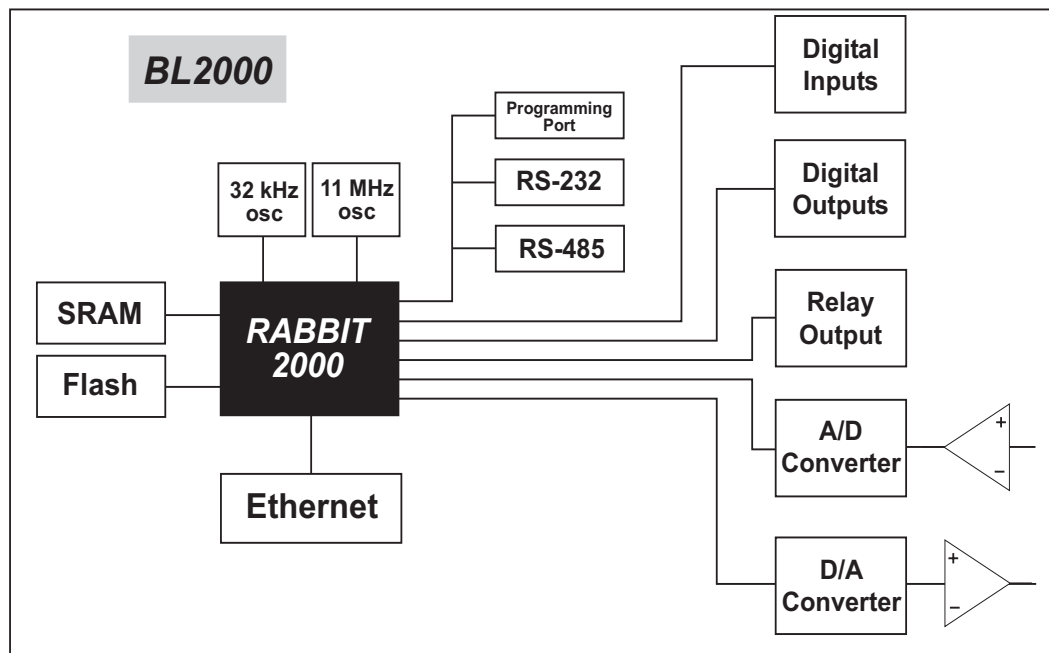 BL2000
Digital
Inputs
Programming
Port
RS-232
RS-485
Digital
Outputs
32 kHz
osc
11 MHz
osc
SRAM
Flash
RABBIT
2000
Relay
Output
A/D
Converter
+
−
Ethernet
D/A
Converter
+
−